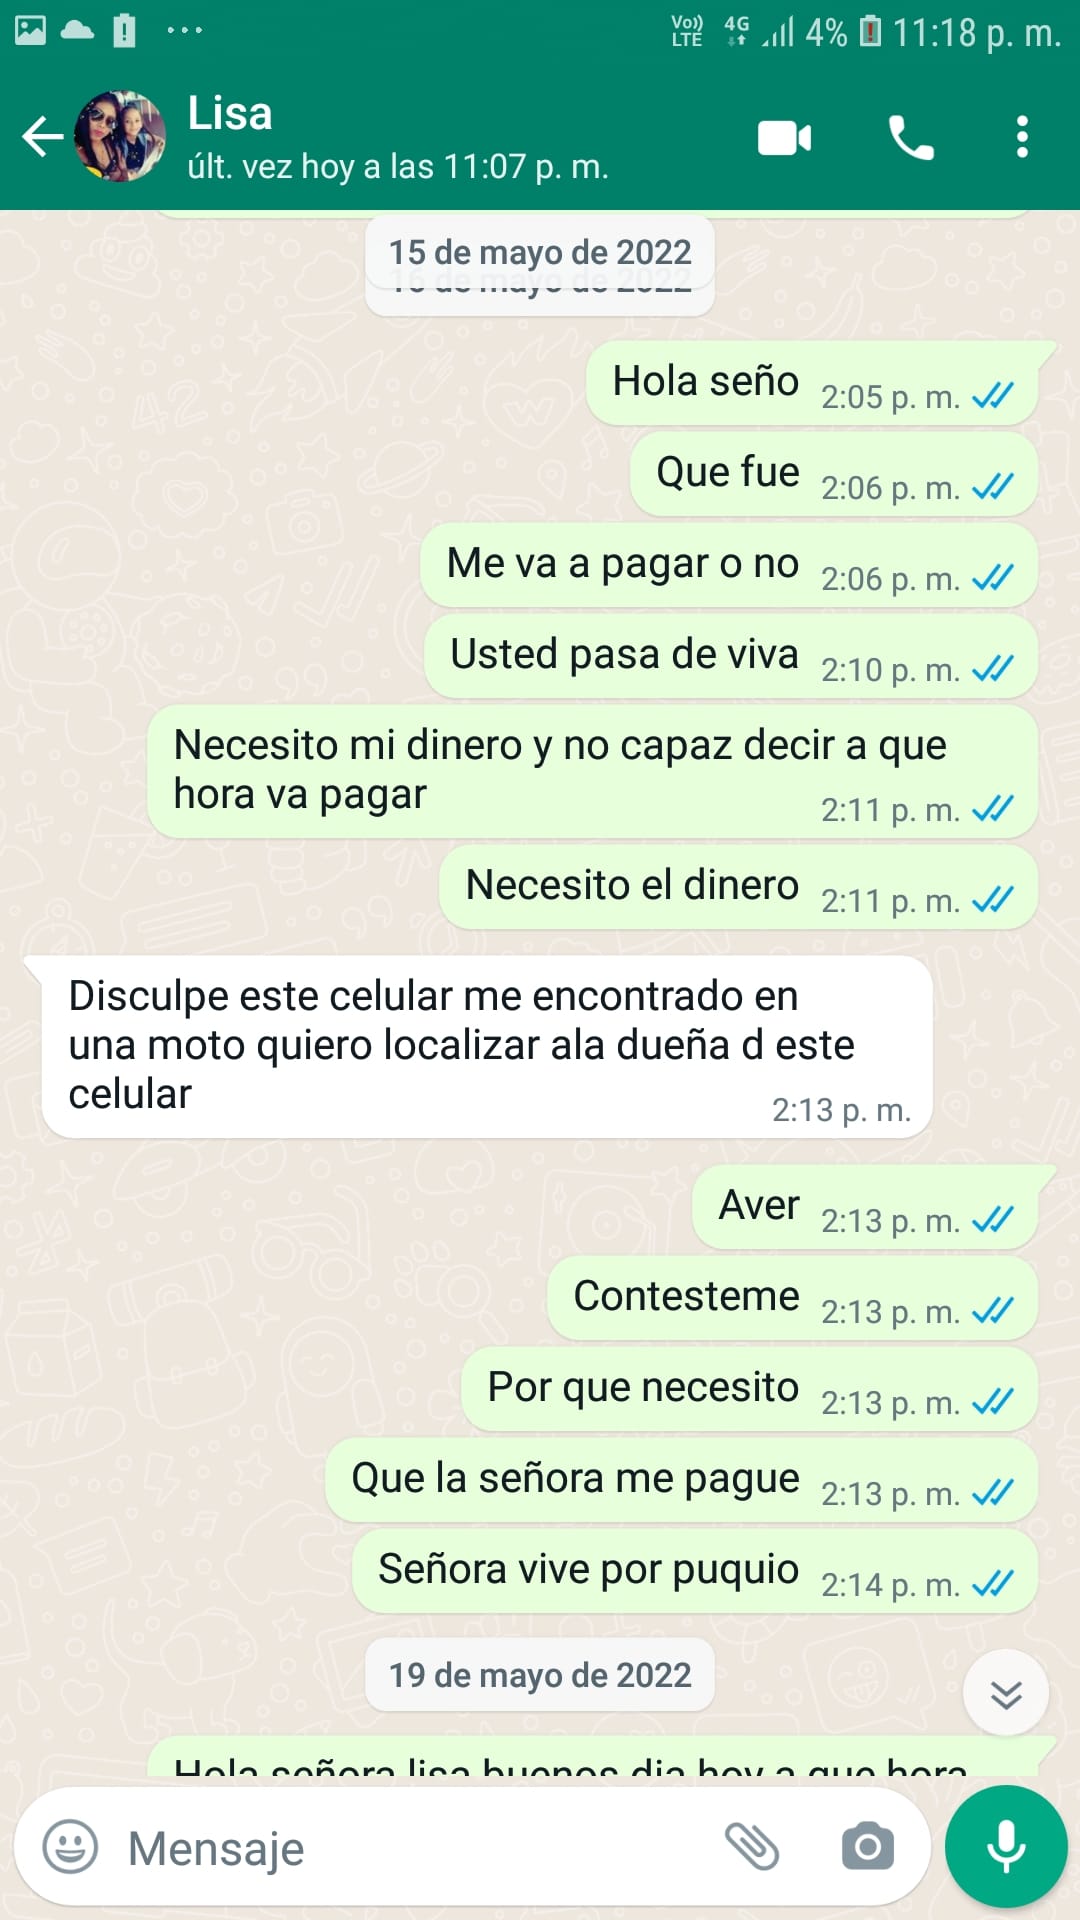 Vo)) LTE 4G 4% 11:18 p. m.
Lisa
últ. vez hoy a las 11:07 p. m.
15 de mayo de 2022
16 de mayo de 2022
Hola seño 2:05 p. m.
Que fue 2:06 p. m.
Me va a pagar o no 2:06 p. m.
Usted pasa de viva 2:10 p. m.
Necesito mi dinero y no capaz decir a que
hora va pagar 2:11 p. m.
Necesito el dinero 2:11 p. m.
Disculpe este celular me encontrado en
una moto quiero localizar ala dueña d este
celular 2:13 p. m.
Aver 2:13 p. m.
Contesteme 2:13 p. m.
Por que necesito 2:13 p. m.
Que la señora me pague 2:13 p. m.
Señora vive por puquio 2:14 p. m.
19 de mayo de 2022
Hola señora lisa buenos dia hoy a que hora
Mensaje